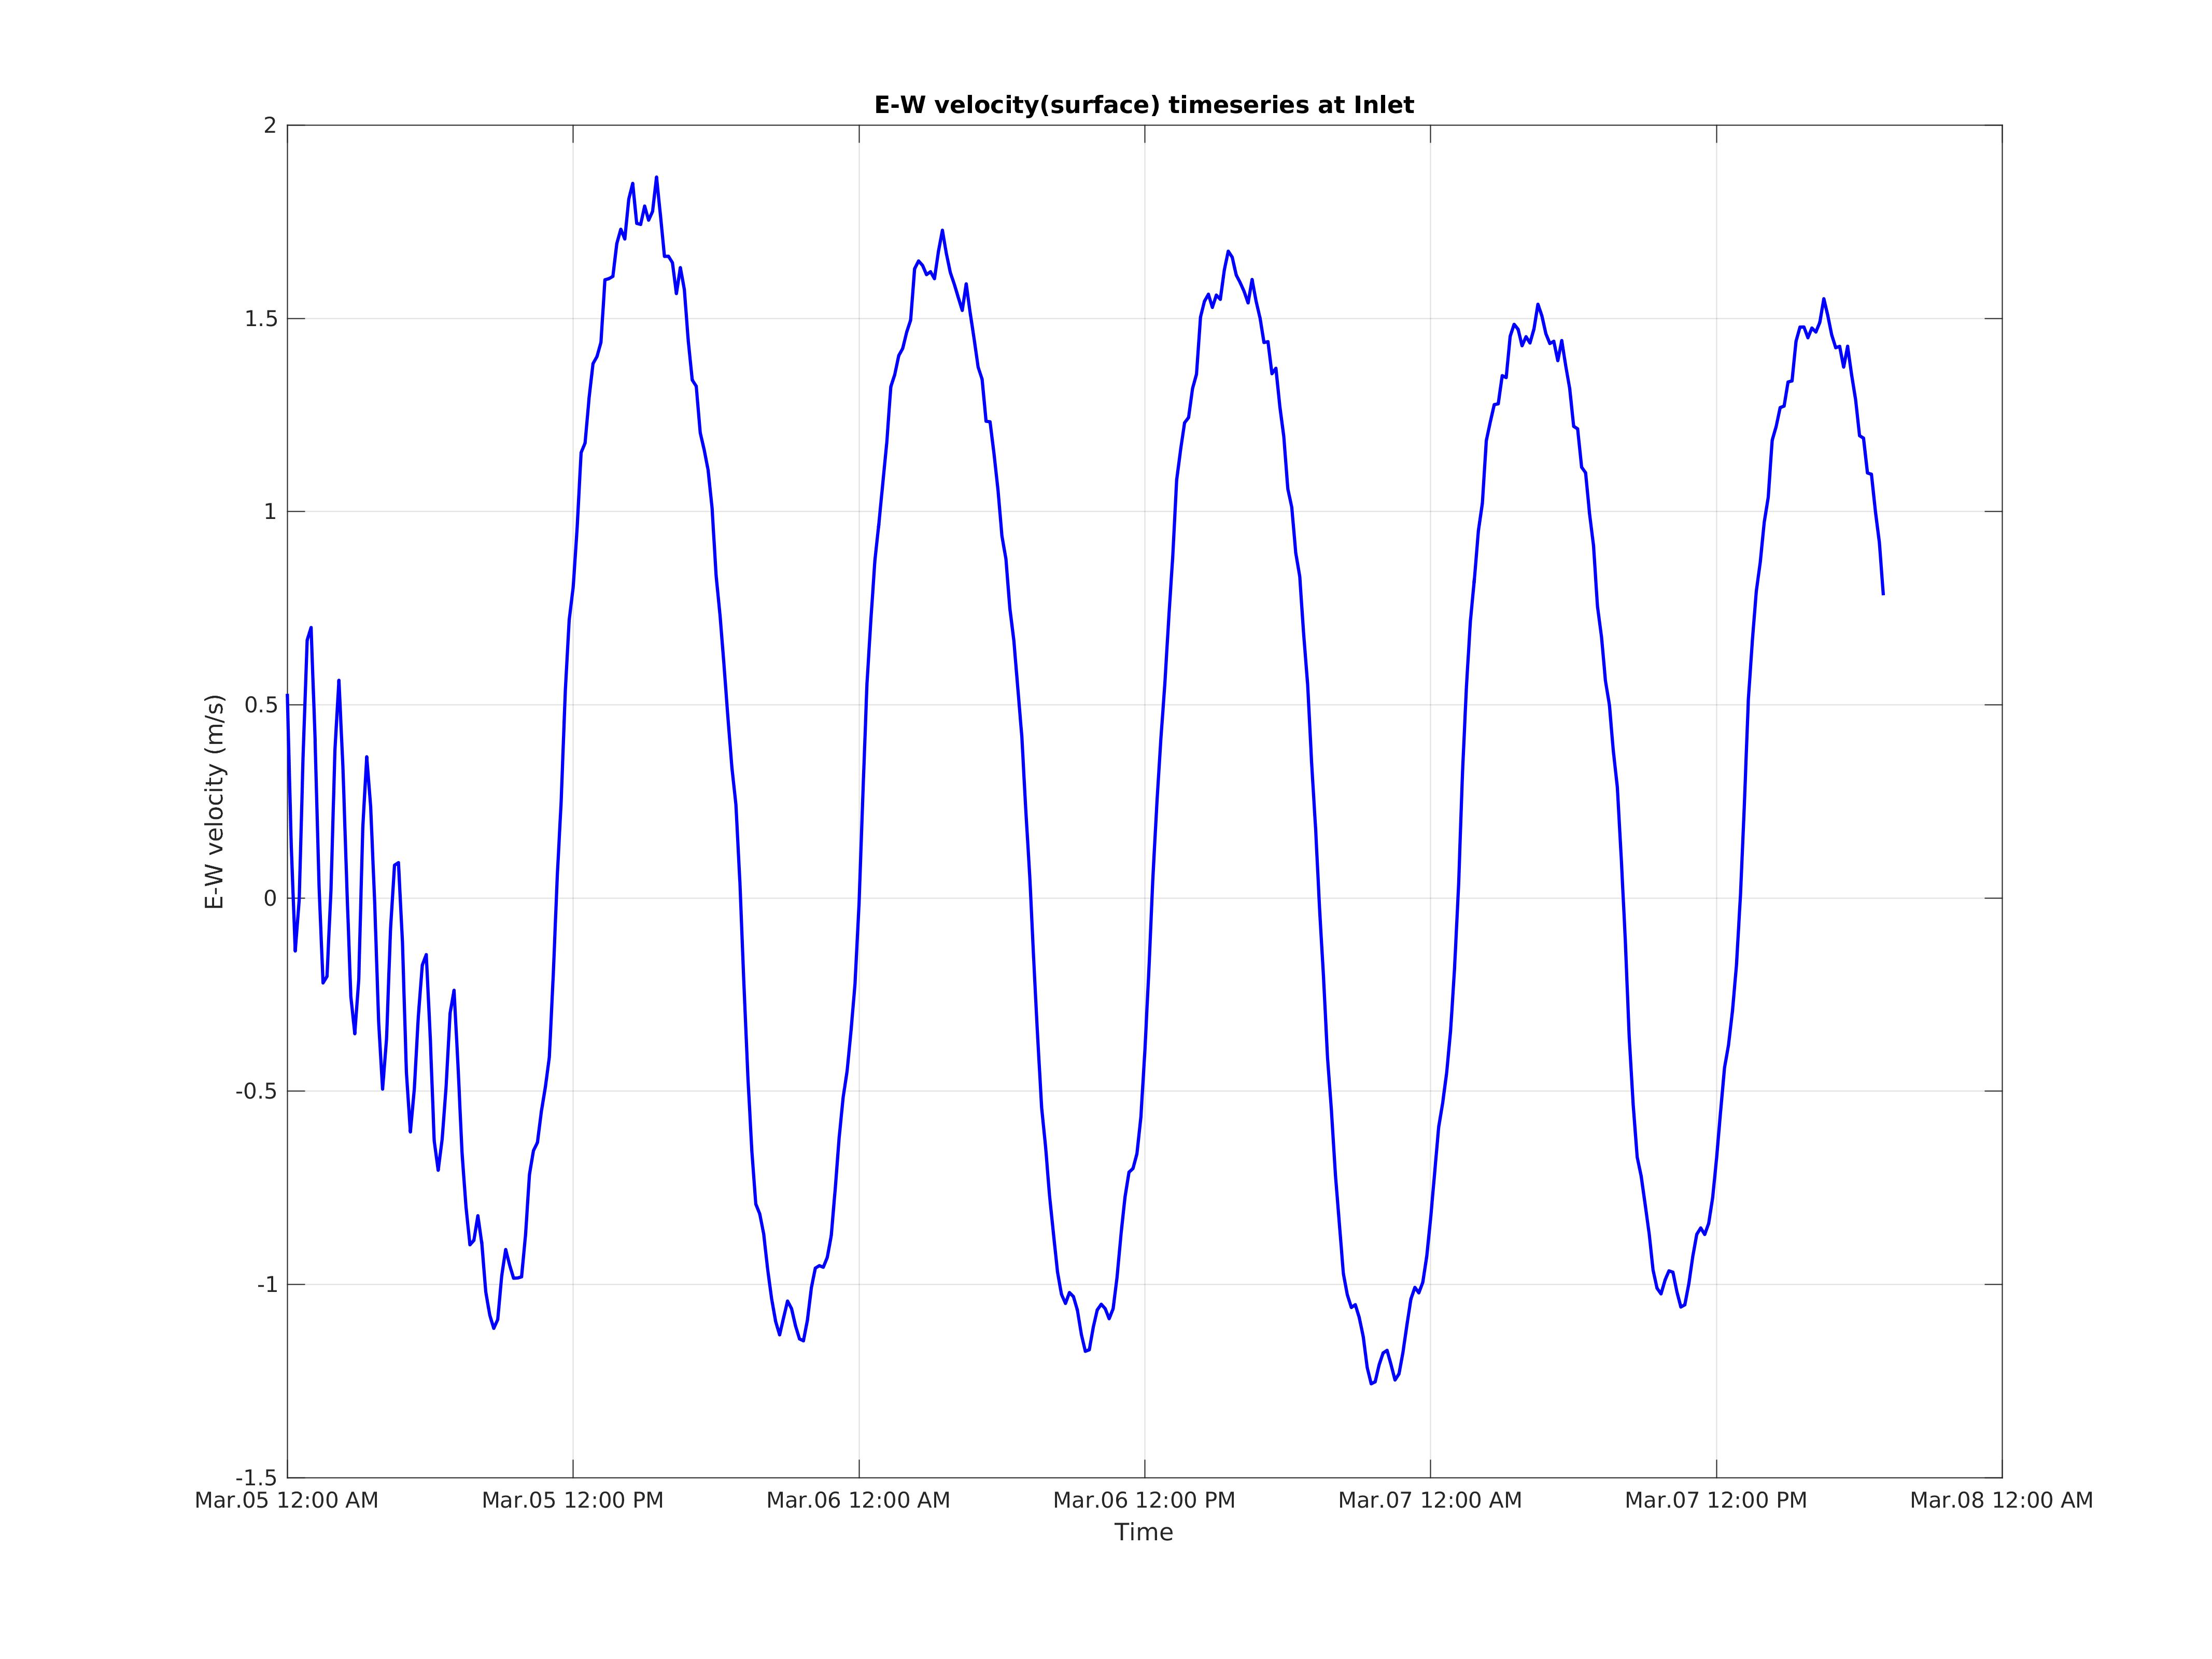 E-W velocity(surface) timeseries at Inlet
2
1.5
1
0.5
0
-0.5
-1
-1.5
E-W velocity (m/s)
Mar.05 12:00 AM Mar.05 12:00 PM Mar.06 12:00 AM Mar.06 12:00 PM Mar.07 12:00 AM Mar.07 12:00 PM Mar.08 12:00 AM
Time